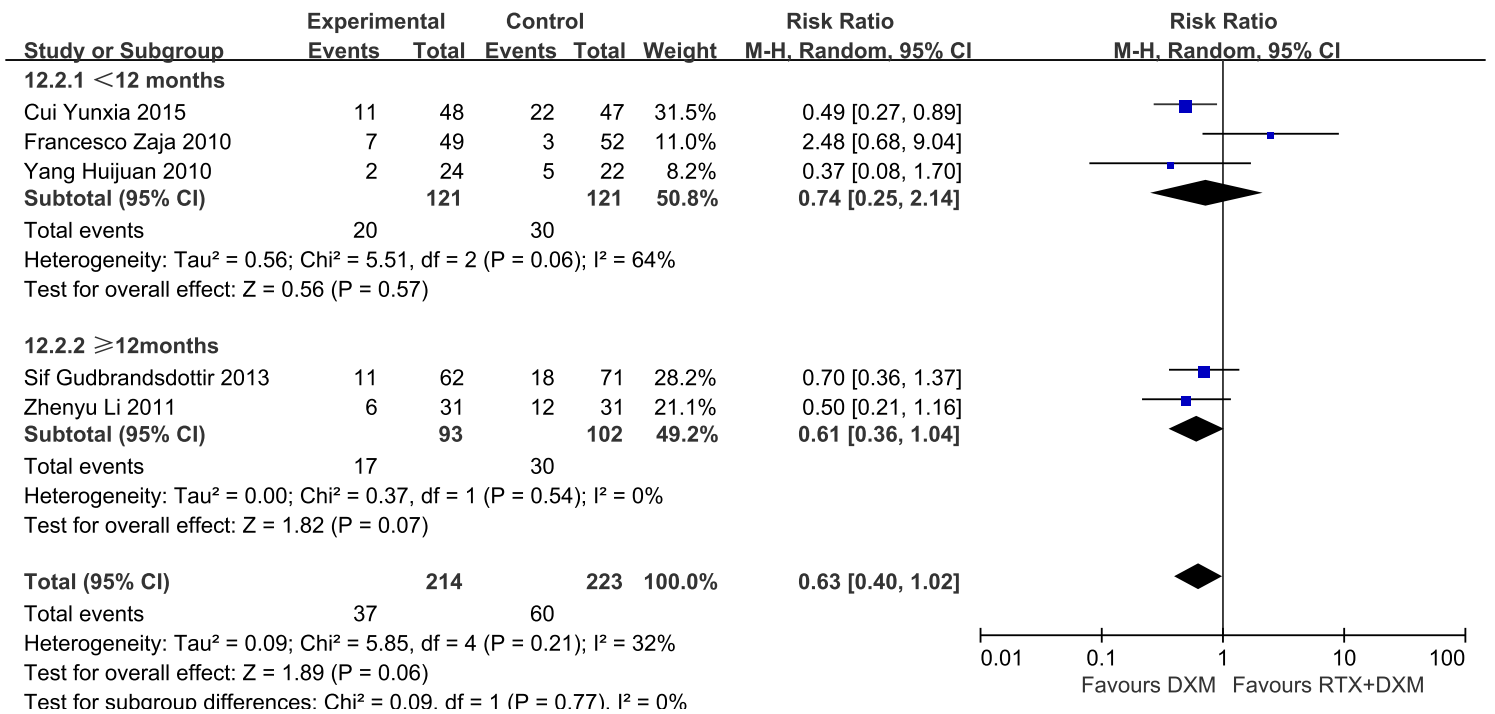 Experimental Control Risk Ratio Risk Ratio
Study or Subgroup Events Total Events Total Weight M-H, Random, 95% CI M-H, Random, 95% CI
12.2.1 <12 months
Cui Yunxia 2015 11 48 22 47 31.5% 0.49 [0.27, 0.89]
Francesco Zaja 2010 7 49 3 52 11.0% 2.48 [0.68, 9.04]
Yang Huijuan 2010 2 24 5 22 8.2% 0.37 [0.08, 1.70]
Subtotal (95% CI) 121 121 50.8% 0.74 [0.25, 2.14]
Total events 20 30
Heterogeneity: Tau² = 0.56; Chi² = 5.51, df = 2 (P = 0.06); I² = 64%
Test for overall effect: Z = 0.56 (P = 0.57)
12.2.2 ⩾12months
Sif Gudbrandsdottir 2013 11 62 18 71 28.2% 0.70 [0.36, 1.37]
Zhenyu Li 2011 6 31 12 31 21.1% 0.50 [0.21, 1.16]
Subtotal (95% CI) 93 102 49.2% 0.61 [0.36, 1.04]
Total events 17 30
Heterogeneity: Tau² = 0.00; Chi² = 0.37, df = 1 (P = 0.54); I² = 0%
Test for overall effect: Z = 1.82 (P = 0.07)
Total (95% CI) 214 223 100.0% 0.63 [0.40, 1.02]
Total events 37 60
Heterogeneity: Tau² = 0.09; Chi² = 5.85, df = 4 (P = 0.21); I² = 32%
Test for overall effect: Z = 1.89 (P = 0.06)
Test for subgroup differences: Chi² = 0.09, df = 1 (P = 0.77), I² = 0%
0.01 0.1 1 10 100
Favours DXM Favours RTX+DXM